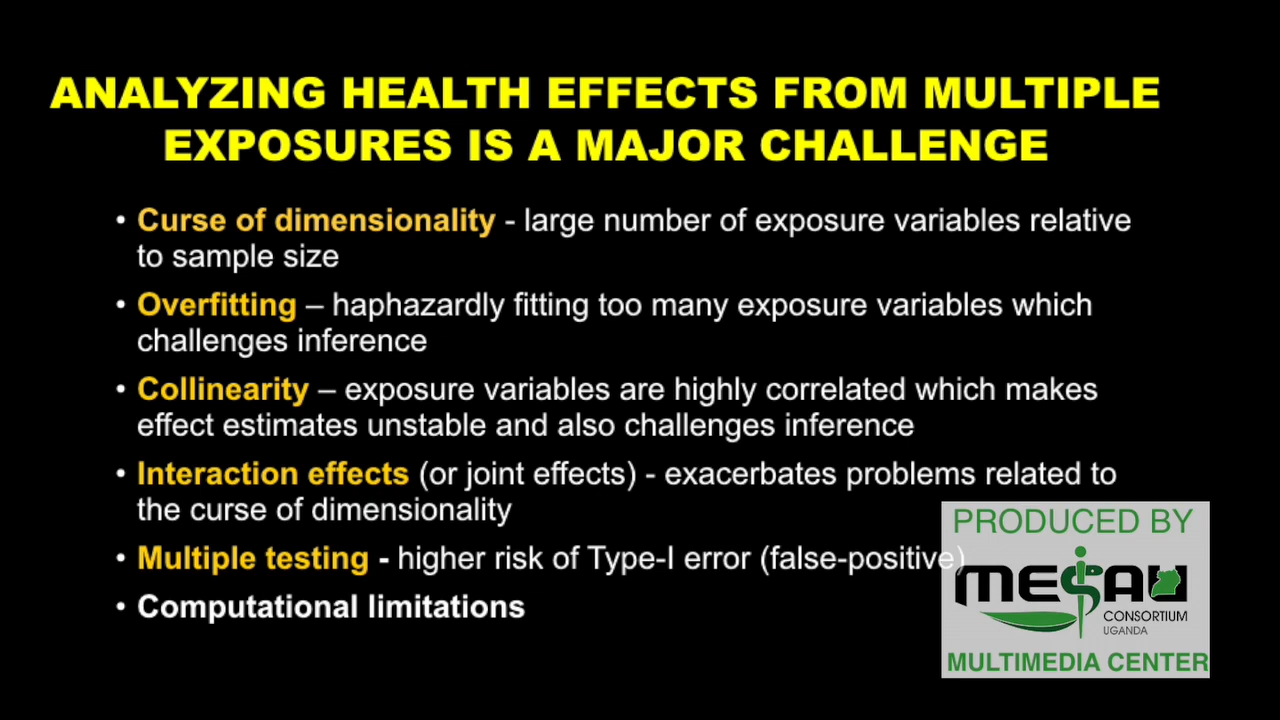 ANALYZING HEALTH EFFECTS FROM MULTIPLE
EXPOSURES IS A MAJOR CHALLENGE
• Curse of dimensionality - large number of exposure variables relative
to sample size
• Overfitting – haphazardly fitting too many exposure variables which
challenges inference
• Collinearity – exposure variables are highly correlated which makes
effect estimates unstable and also challenges inference
• Interaction effects (or joint effects) - exacerbates problems related to
the curse of dimensionality
• Multiple testing - higher risk of Type-I error (false-positive)
• Computational limitations
PRODUCED BY
MESAU
CONSORTIUM
UGANDA
MULTIMEDIA CENTER